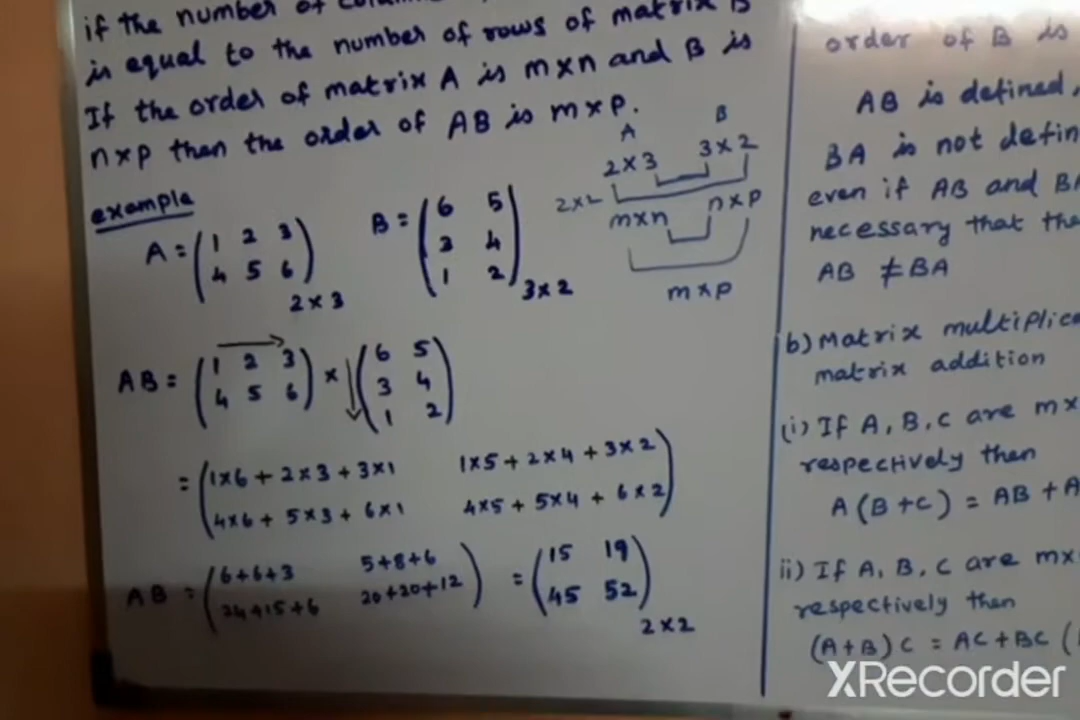 if the number of
is equal to the number of rows of matrix B
If the order of matrix A is m×n and B is
n×p then the order of AB is m×p.
example
A = (1 2 3
4 5 6) 2×3
B = (6 5
3 4
1 2) 3×2
A B
2×3 3×2
2×2
m×n n×p
m×p
AB = (1 2 3
4 5 6) × (6 5
3 4
1 2)
= (1×6 + 2×3 + 3×1 1×5 + 2×4 + 3×2
4×6 + 5×3 + 6×1 4×5 + 5×4 + 6×2)
AB = (6+6+3 5+8+6
24+15+6 20+20+12) = (15 19
45 52) 2×2
order of B is
AB is defined,
BA is not defin
even if AB and BA
necessary that the
AB ≠ BA
b) Matrix multiplic
matrix addition
(i) If A, B, C are m×
respectively then
A(B+C) = AB + A
ii) If A, B, C are m×
respectively then
(A+B)C = AC+BC (
XRecorder